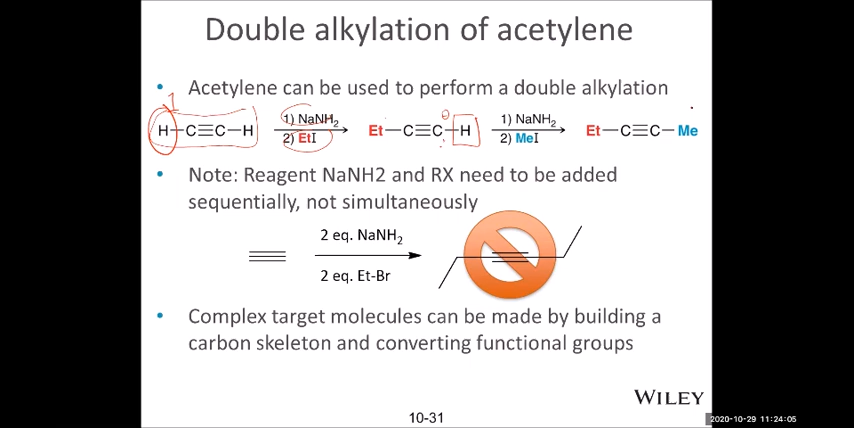 Double alkylation of acetylene
• Acetylene can be used to perform a double alkylation
1
H—C≡C—H 1) NaNH2 2) EtI Et—C≡C—H 1) NaNH2 2) MeI Et—C≡C—Me
• Note: Reagent NaNH2 and RX need to be added
sequentially, not simultaneously
2 eq. NaNH2
2 eq. Et-Br
• Complex target molecules can be made by building a
carbon skeleton and converting functional groups
WILEY
10-31
2020-10-29 11:24:05